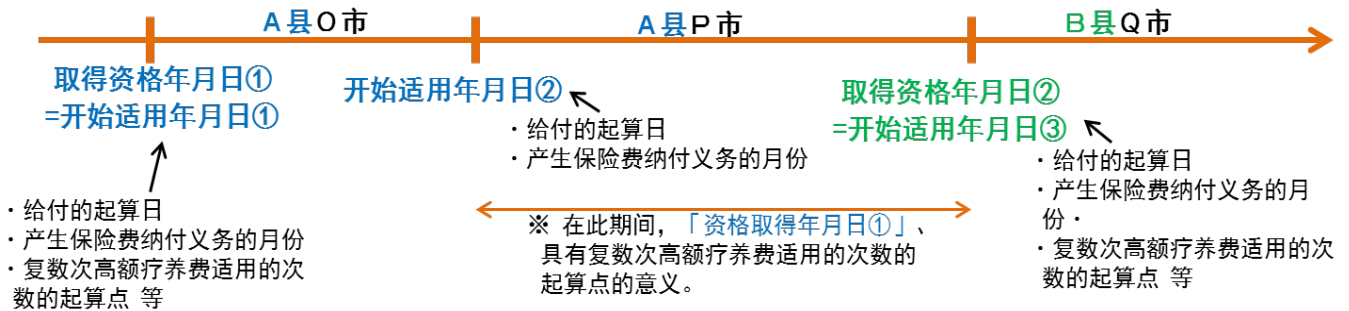 A县O市
A县P市
B县Q市
取得资格年月日①
=开始适用年月日①
开始适用年月日②
取得资格年月日②
=开始适用年月日③
・给付的起算日
・产生保险费纳付义务的月份
・给付的起算日
・产生保险费纳付义务的月份
・复数次高额疗养费适用的次
数的起算点 等
※ 在此期间，「资格取得年月日①」、
具有复数次高额疗养费适用的次数的
起算点的意义。
・给付的起算日
・产生保险费纳付义务的月
份・
・复数次高额疗养费适用的次
数的起算点 等